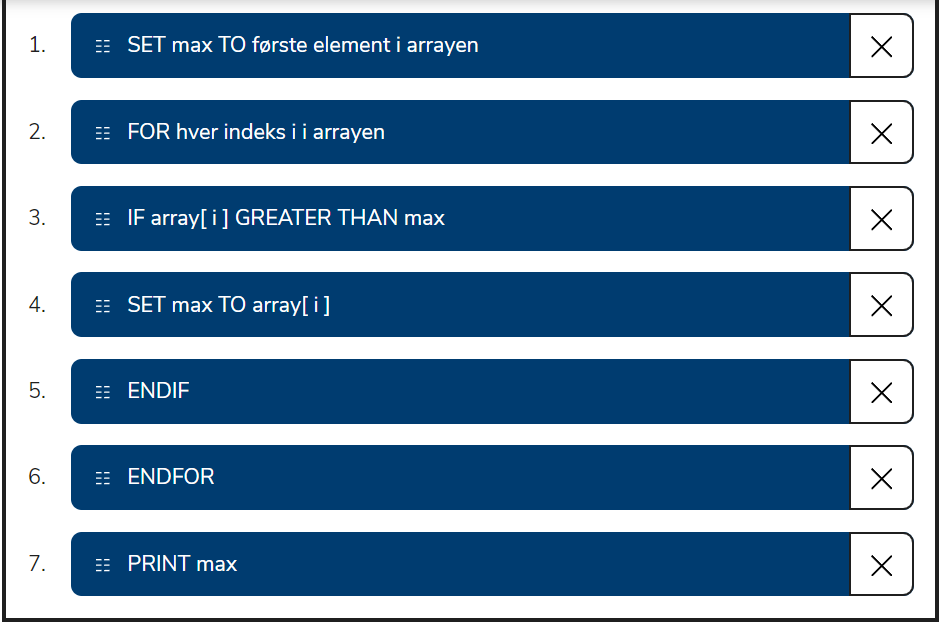 1. SET max TO første element i arrayen
2. FOR hver indeks i i arrayen
3. IF array[ i ] GREATER THAN max
4. SET max TO array[ i ]
5. ENDIF
6. ENDFOR
7. PRINT max